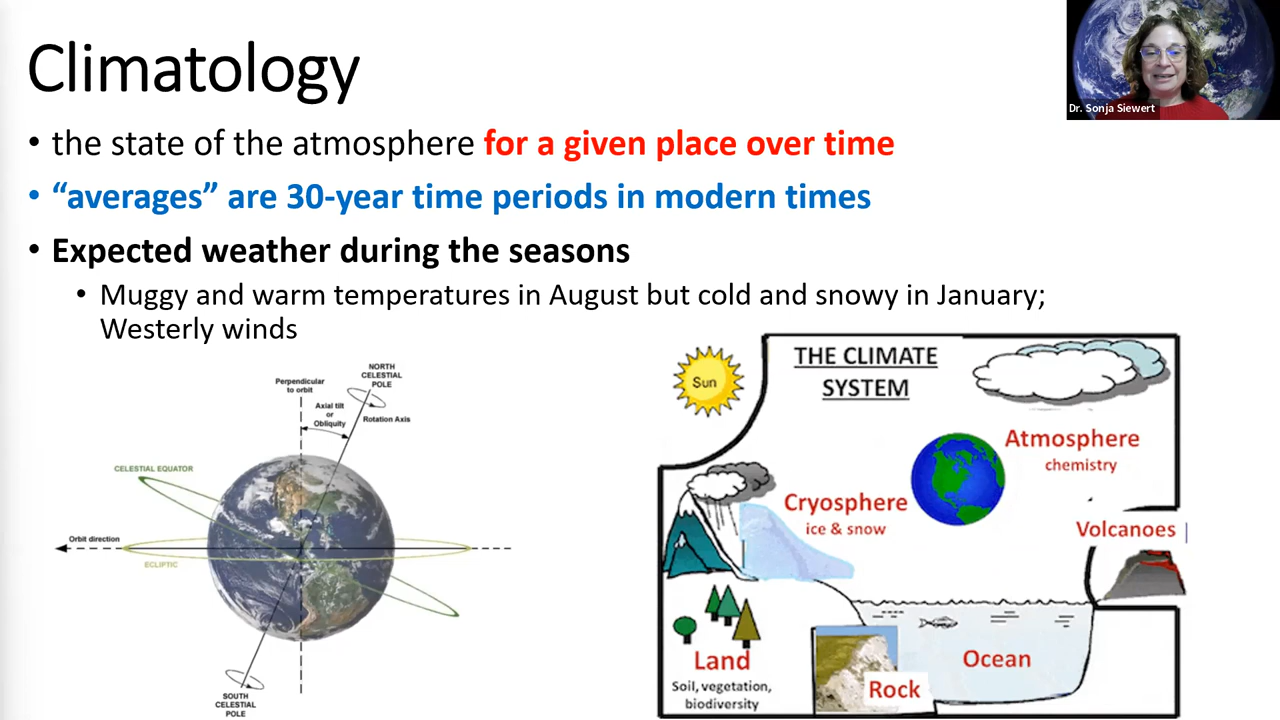 Climatology
• the state of the atmosphere for a given place over time
• “averages” are 30-year time periods in modern times
• Expected weather during the seasons
• Muggy and warm temperatures in August but cold and snowy in January;
Westerly winds
Dr. Sonja Siewert
NORTH
CELESTIAL
POLE
Perpendicular
to orbit
Axial tilt
or
Obliquity
Rotation Axis
CELESTIAL EQUATOR
Orbit direction
ECLIPTIC
SOUTH
CELESTIAL
POLE
THE CLIMATE
SYSTEM
Sun
Atmosphere
chemistry
Cryosphere
ice & snow
Volcanoes
Land
Soil, vegetation,
biodiversity
Rock
Ocean